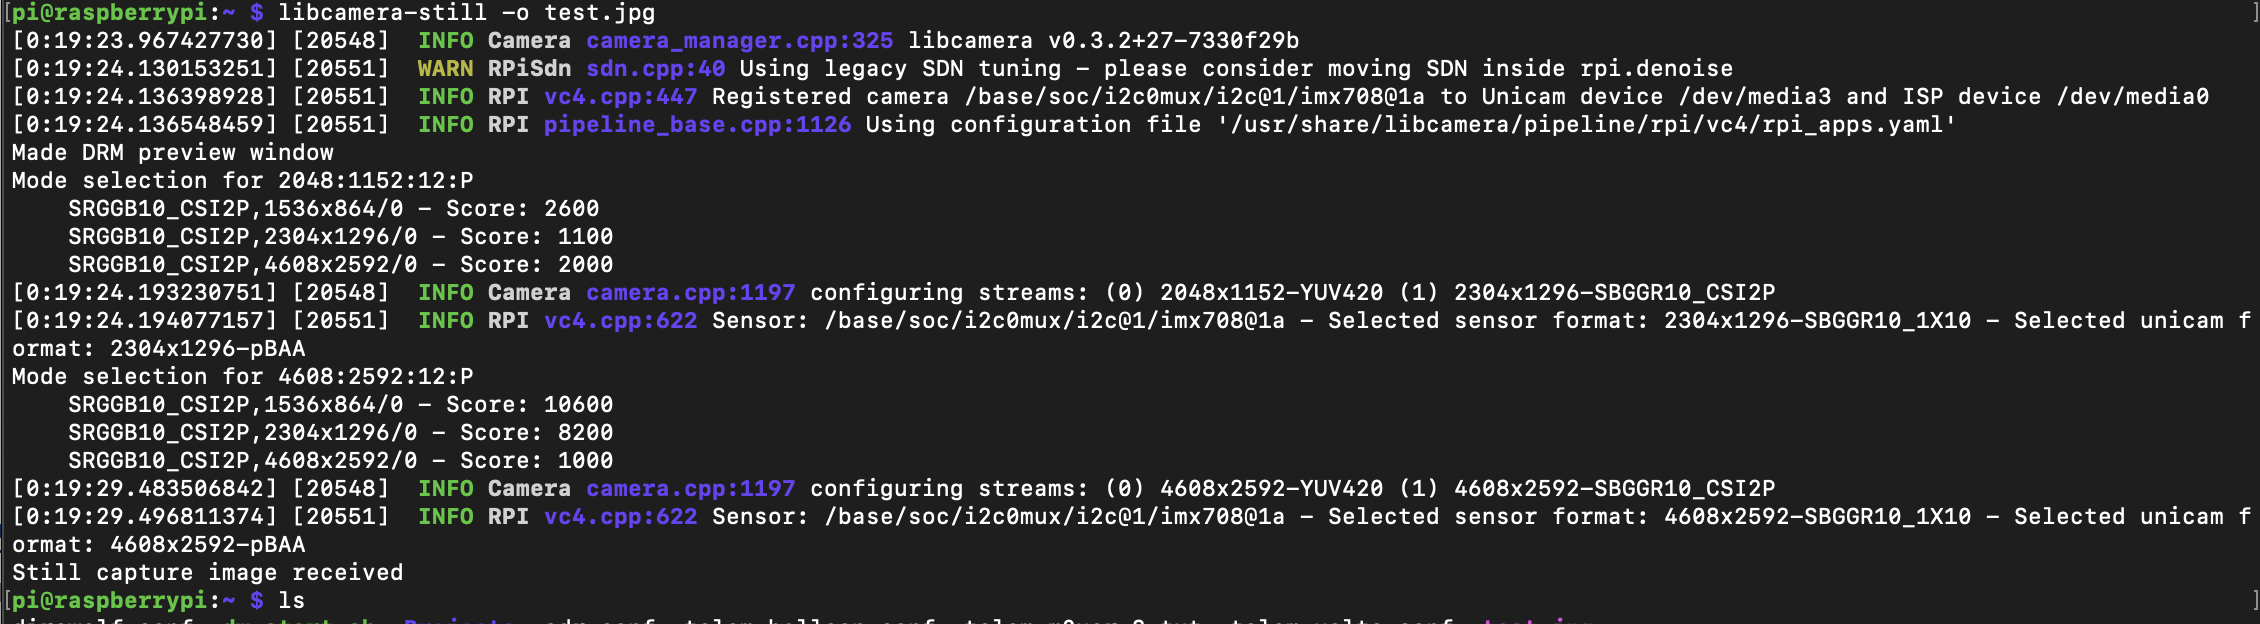 [pi@raspberrypi:~ $ libcamera-still -o test.jpg ]
[0:19:23.967427730] [20548]  INFO Camera camera_manager.cpp:325 libcamera v0.3.2+27-7330f29b
[0:19:24.130153251] [20551]  WARN RPiSdn sdn.cpp:40 Using legacy SDN tuning - please consider moving SDN inside rpi.denoise
[0:19:24.136398928] [20551]  INFO RPI vc4.cpp:447 Registered camera /base/soc/i2c0mux/i2c@1/imx708@1a to Unicam device /dev/media3 and ISP device /dev/media0
[0:19:24.136548459] [20551]  INFO RPI pipeline_base.cpp:1126 Using configuration file '/usr/share/libcamera/pipeline/rpi/vc4/rpi_apps.yaml'
Made DRM preview window
Mode selection for 2048:1152:12:P
    SRGGB10_CSI2P,1536x864/0 - Score: 2600
    SRGGB10_CSI2P,2304x1296/0 - Score: 1100
    SRGGB10_CSI2P,4608x2592/0 - Score: 2000
[0:19:24.193230751] [20548]  INFO Camera camera.cpp:1197 configuring streams: (0) 2048x1152-YUV420 (1) 2304x1296-SBGGR10_CSI2P
[0:19:24.194077157] [20551]  INFO RPI vc4.cpp:622 Sensor: /base/soc/i2c0mux/i2c@1/imx708@1a - Selected sensor format: 2304x1296-SBGGR10_1X10 - Selected unicam f
ormat: 2304x1296-pBAA
Mode selection for 4608:2592:12:P
    SRGGB10_CSI2P,1536x864/0 - Score: 10600
    SRGGB10_CSI2P,2304x1296/0 - Score: 8200
    SRGGB10_CSI2P,4608x2592/0 - Score: 1000
[0:19:29.483506842] [20548]  INFO Camera camera.cpp:1197 configuring streams: (0) 4608x2592-YUV420 (1) 4608x2592-SBGGR10_CSI2P
[0:19:29.496811374] [20551]  INFO RPI vc4.cpp:622 Sensor: /base/soc/i2c0mux/i2c@1/imx708@1a - Selected sensor format: 4608x2592-SBGGR10_1X10 - Selected unicam f
ormat: 4608x2592-pBAA
Still capture image received
[pi@raspberrypi:~ $ ls ]